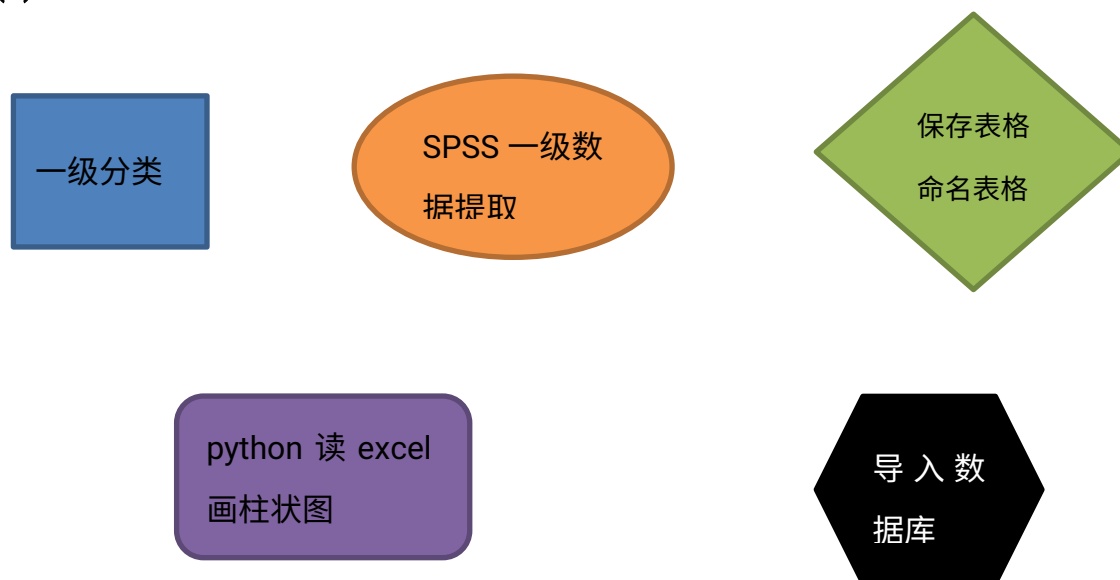 一级分类
SPSS 一级数
据提取
保存表格
命名表格
python 读 excel
画柱状图
导入数
据库